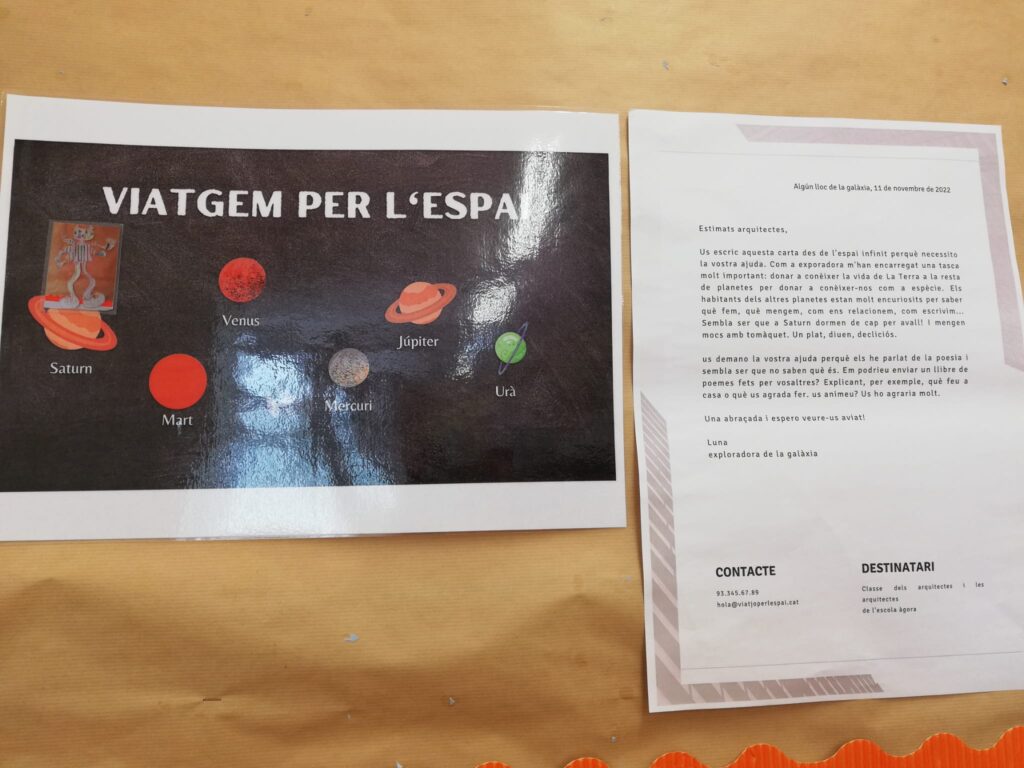 VIATGEM PER L'ESPAI
Venus
Júpiter
Saturn
Mercuri
Urà
Mart
Algún lloc de la galàxia, 11 de novembre de 2022
Estimats arquitectes,
Us escric aquesta carta des de l'espai infinit perquè necessito
la vostra ajuda. Com a exporadora m'han encarregat una tasca
molt important: donar a conèixer la vida de La Terra a la resta
de planetes per donar a conèixer-nos com a espècie. Els
habitants dels altres planetes estan molt encuriosits per saber
què fem, què mengem, com ens relacionem, com escrivim...
Sembla ser que a Saturn dormen de cap per avall! I mengen
mocs amb tomàquet. Un plat, diuen, decliciós.
us demano la vostra ajuda perquè els he parlat de la poesia i
sembla ser que no saben què és. Em podrieu enviar un llibre de
poemes fets per vosaltres? Explicant, per exemple, què feu a
casa o què us agrada fer. us animeu? Us ho agraria molt.
Una abraçada i espero veure-us aviat!
Luna
exploradora de la galàxia
CONTACTE
93.345.67.89
hola@viatjoperlespai.cat
DESTINATARI
Classe dels arquitectes i les
arquitectes
de l'escola àgora